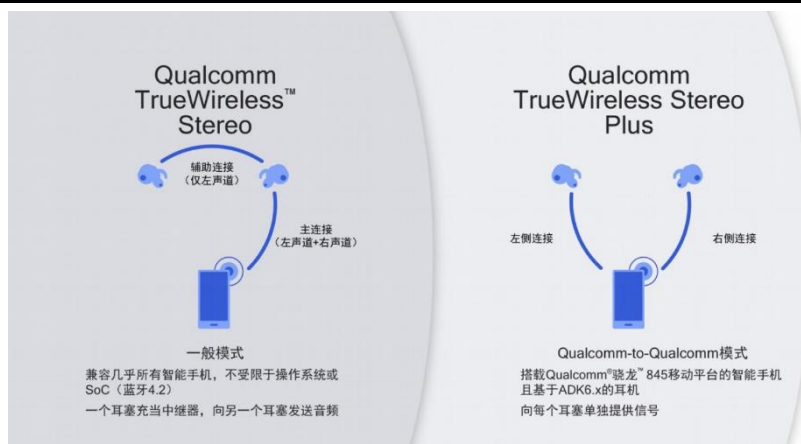 Qualcomm
TrueWireless™
Stereo
辅助连接
（仅左声道）
主连接
（左声道+右声道）
一般模式
兼容几乎所有智能手机，不受限于操作系统或
SoC（蓝牙4.2）
一个耳塞充当中继器，向另一个耳塞发送音频
Qualcomm
TrueWireless Stereo
Plus
左侧连接
右侧连接
Qualcomm-to-Qualcomm模式
搭载Qualcomm®骁龙™ 845移动平台的智能手机
且基于ADK6.x的耳机
向每个耳塞单独提供信号